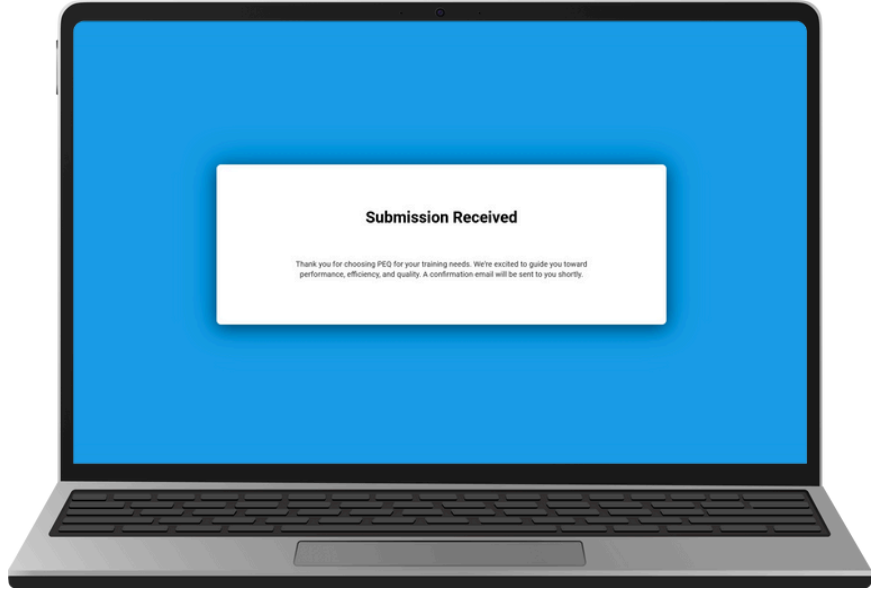 Submission Received
Thank you for choosing PEQ for your training needs. We're excited to guide you toward
performance, efficiency, and quality. A confirmation email will be sent to you shortly.